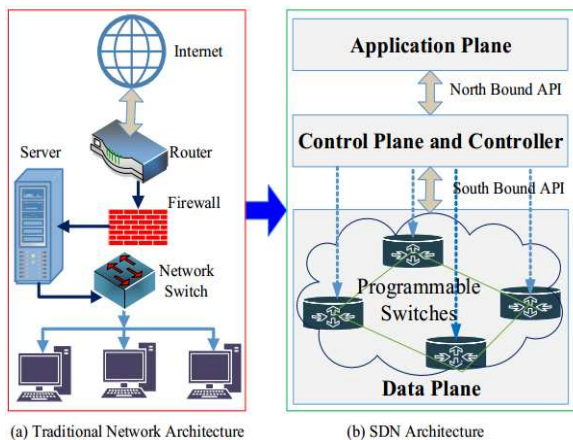 Internet
Server
Router
Firewall
Network
Switch
(a) Traditional Network Architecture
Application Plane
North Bound API
Control Plane and Controller
South Bound API
Programmable
Switches
Data Plane
(b) SDN Architecture